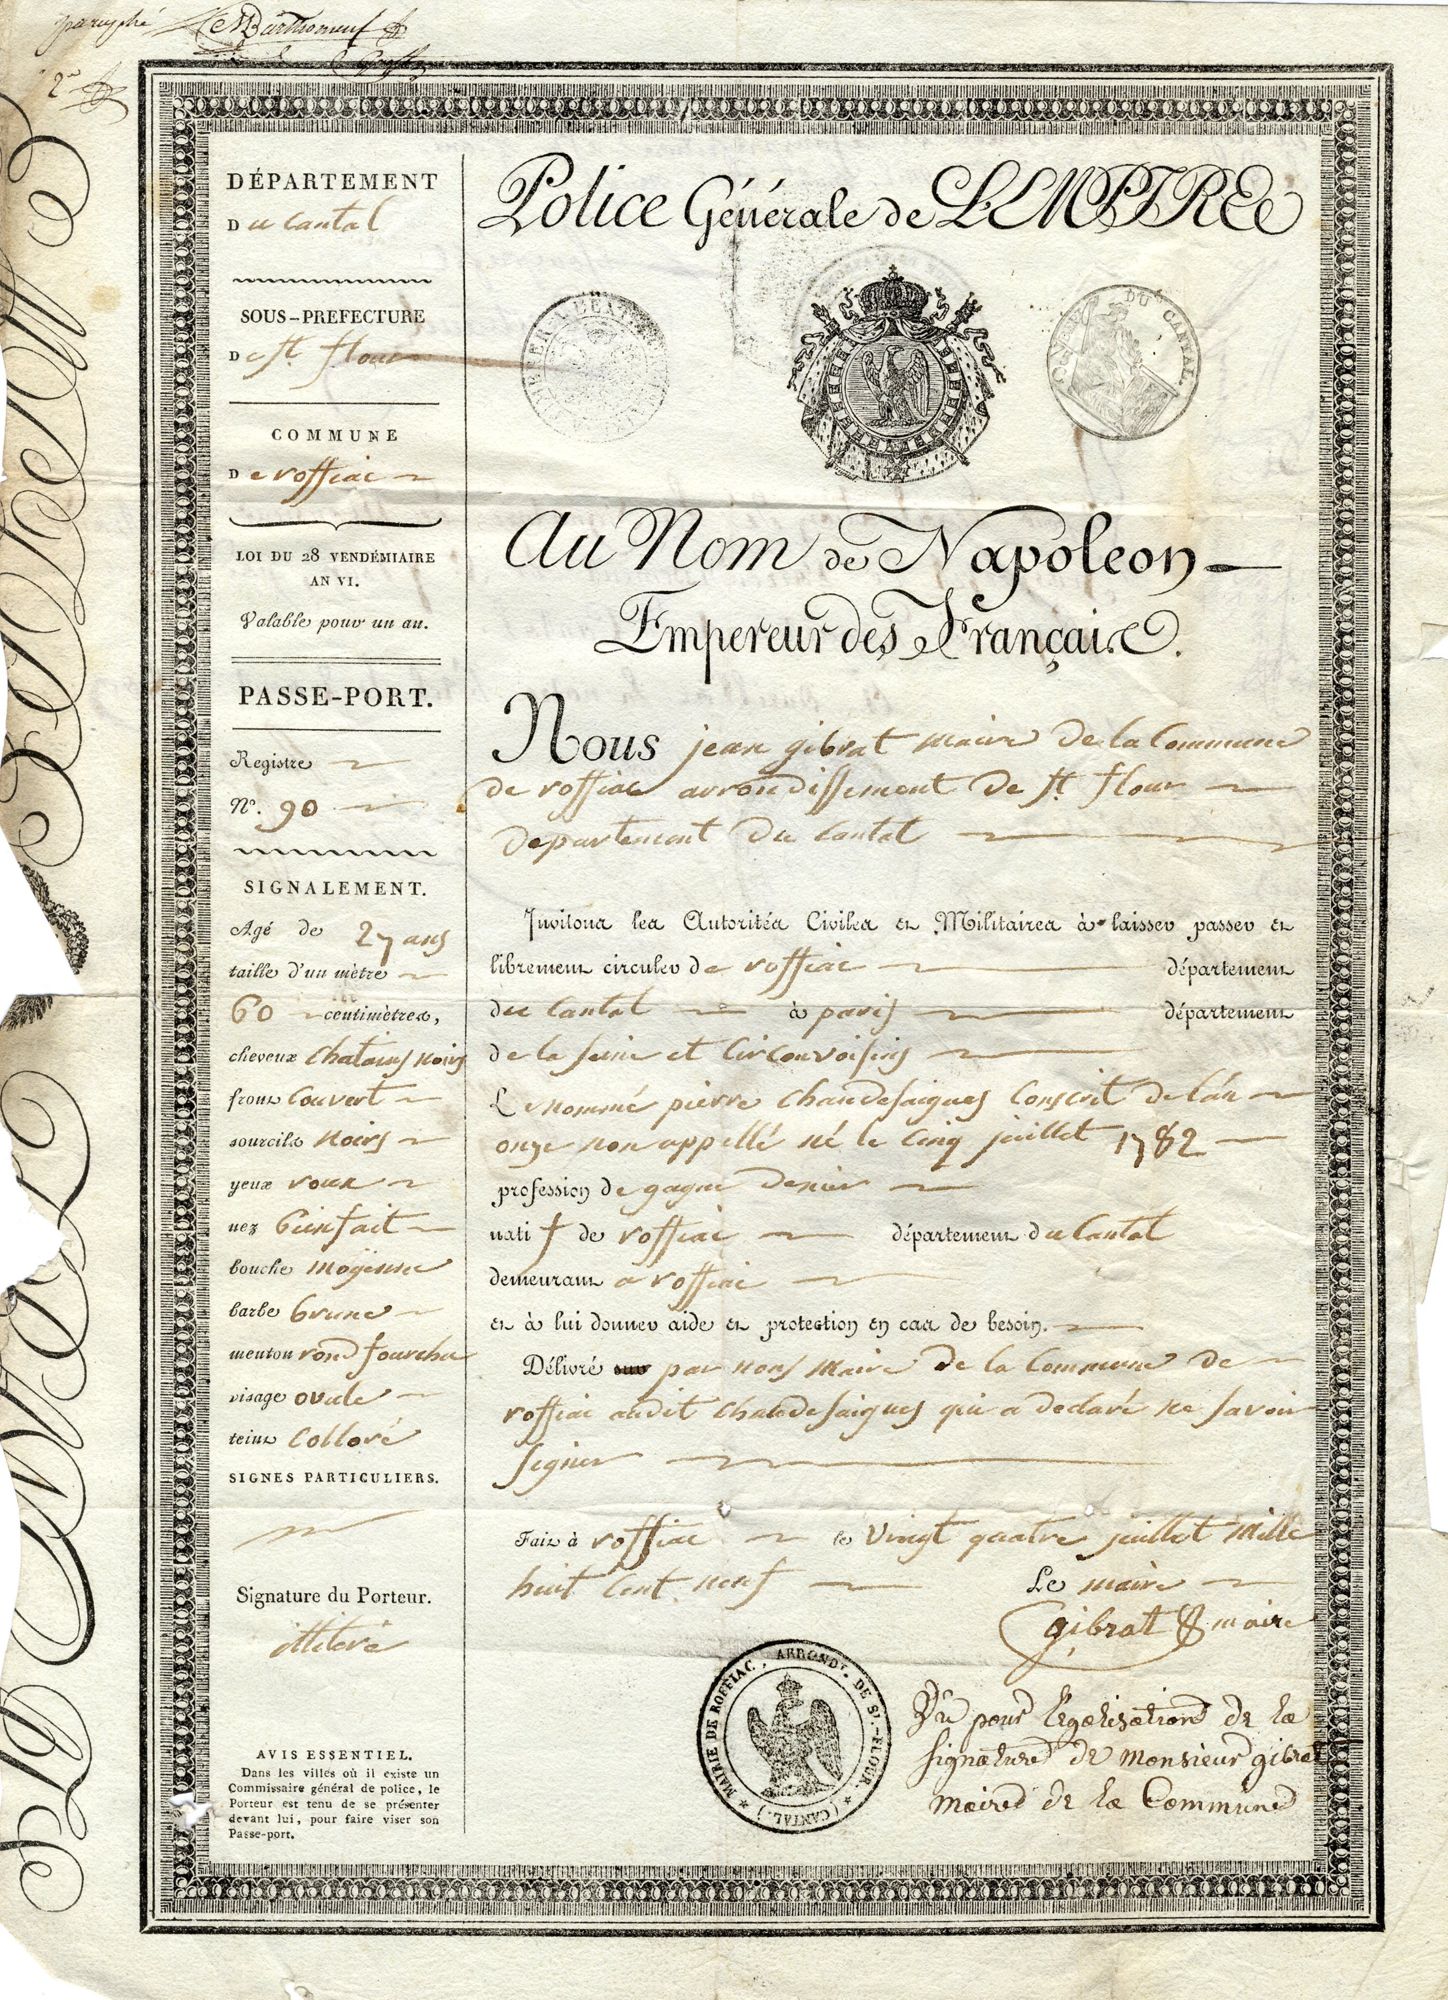 paraphé
DÉPARTEMENT
Du Cantal
SOUS-PREFECTURE
De St. flour
COMMUNE
De roffiac
LOI DU 28 VENDÉMIAIRE
AN VI.
Valable pour un an.
PASSE-PORT.
Registre
N°. 90
SIGNALEMENT.
Agé de 27 ans
taille d'un mètre
60 centimètres,
cheveux chatains noirs
front Couvert
sourcils noirs
yeux roux
nez bienfait
bouche moyenne
barbe brune
menton rond fourchu
visage ovale
teint Colloré
SIGNES PARTICULIERS.
Signature du Porteur.
illiteré
AVIS ESSENTIEL.
Dans les villes où il existe un
Commissaire général de police, le
Porteur est tenu de se présenter
devant lui, pour faire viser son
Passe-port.
Police Générale de L'EMPIRE
DU CANTAL.
Au Nom de Napoleon
Empereur des Français.
Nous jean gibrat maire de la Commune
de roffiac arrondissement de St. flour
departement du Cantal
Invitons les Autorités Civiles et Militaires à laisser passer et
librement circuler de roffiac département
du Cantal à paris département
de la seine et Circonvoisins
Le nommé pierre chaudesaigues Conscrit de l'an
onze non appellé né le Cinq juillet 1782
profession de gagne denier
natif de roffiac département du Cantal
demeurant a roffiac
et à lui donner aide et protection en cas de besoin.
Délivré sur par nous maire de la Commune de
roffiac audit chaudesaigues qui a declaré ne savoir
signer
Fait à roffiac le vingt quatre juillet mille
huit Cent neuf Le maire
gibrat maire
MAIRIE DE ROFFIAC, ARRONDT. DE ST.-FLOUR. (CANTAL)
Vu pour légalisation de la
signature de monsieur gibrat
maire de la Commune